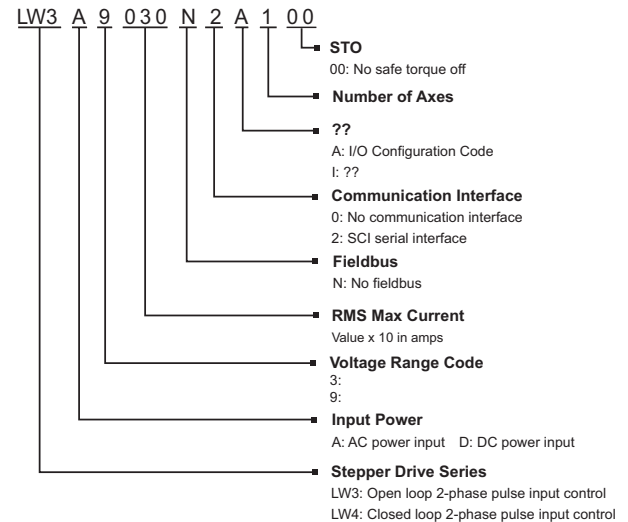 LW3 A 9 030 N 2 A 1 00
STO
00: No safe torque off
Number of Axes
??
A: I/O Configuration Code
I: ??
Communication Interface
0: No communication interface
2: SCI serial interface
Fieldbus
N: No fieldbus
RMS Max Current
Value x 10 in amps
Voltage Range Code
3:
9:
Input Power
A: AC power input D: DC power input
Stepper Drive Series
LW3: Open loop 2-phase pulse input control
LW4: Closed loop 2-phase pulse input control